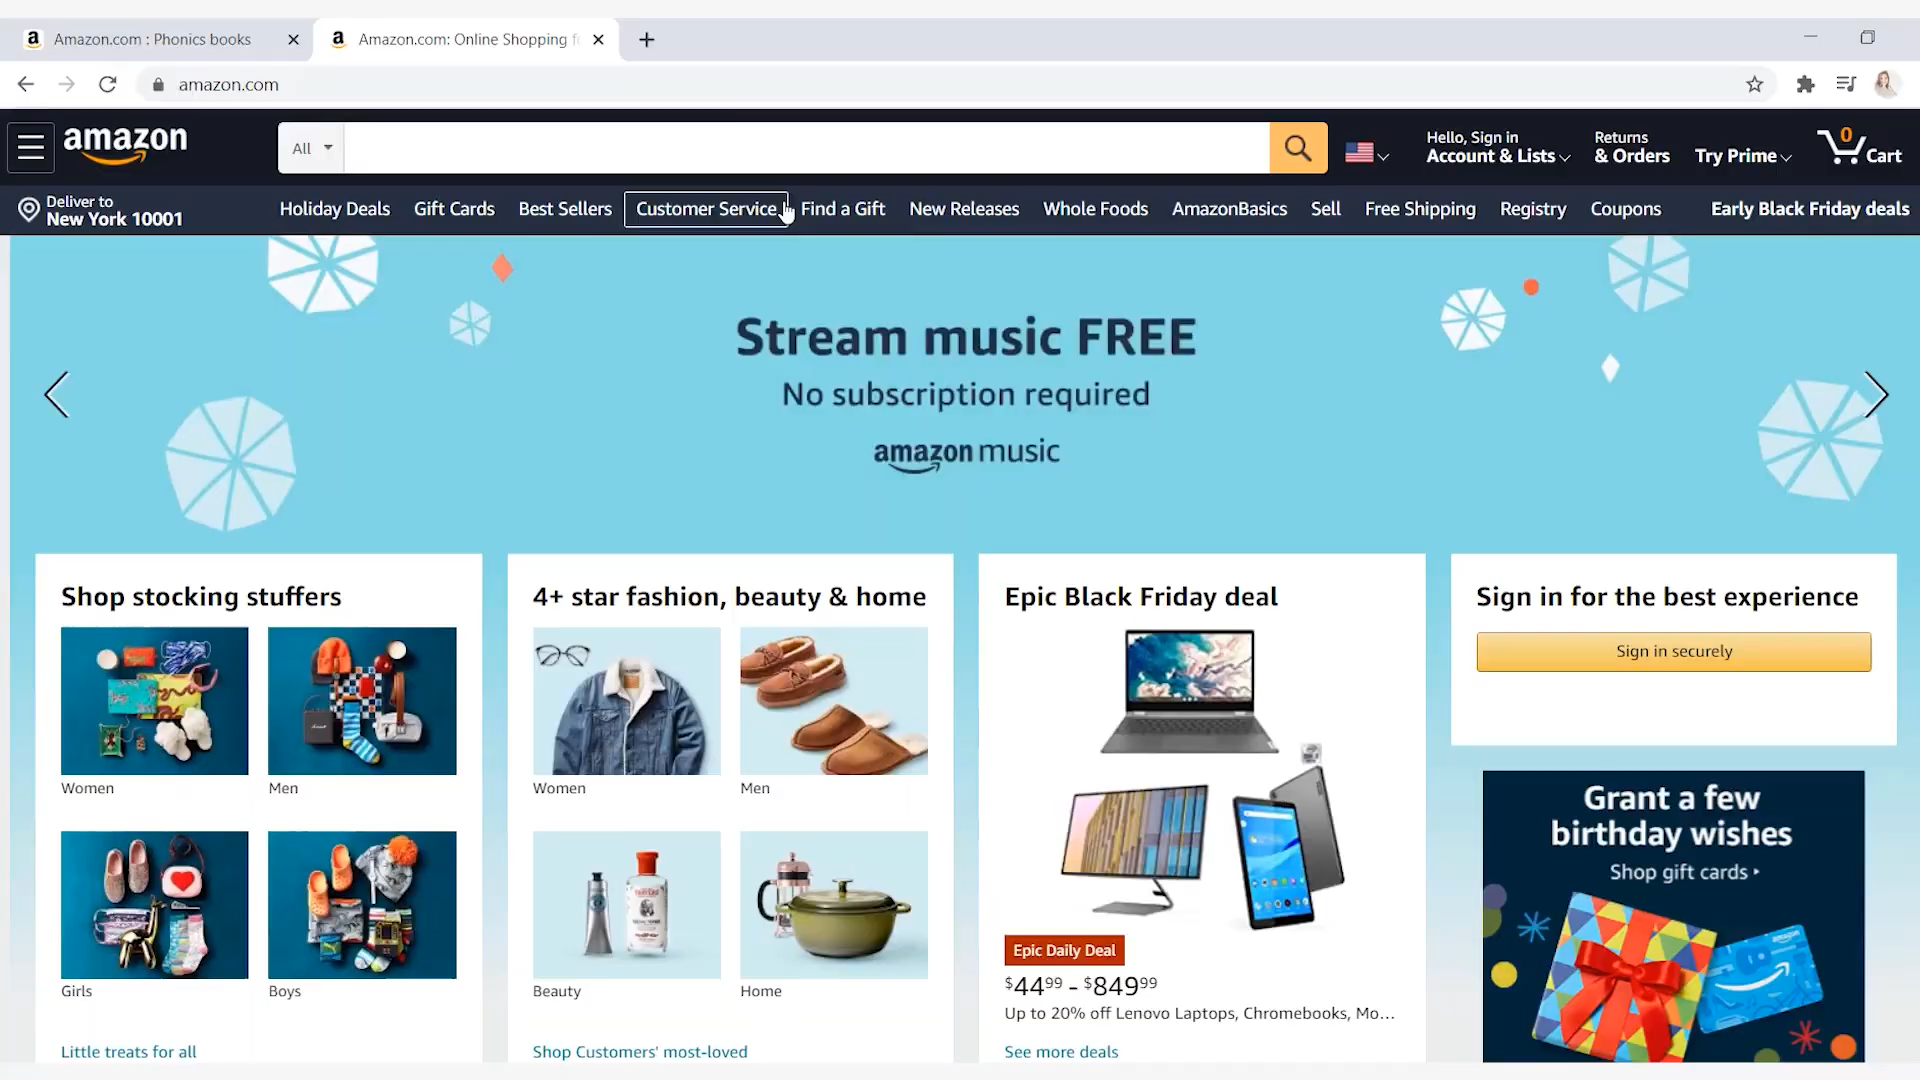 Amazon.com : Phonics books
Amazon.com: Online Shopping f
amazon.com
amazon
All
Hello, Sign in
Account & Lists
Returns
& Orders
Try Prime
0
Cart
Deliver to
New York 10001
Holiday Deals
Gift Cards
Best Sellers
Customer Service
Find a Gift
New Releases
Whole Foods
AmazonBasics
Sell
Free Shipping
Registry
Coupons
Early Black Friday deals
Stream music FREE
No subscription required
amazon music
Shop stocking stuffers
Women
Men
Girls
Boys
Little treats for all
4+ star fashion, beauty & home
Women
Men
Beauty
Home
Shop Customers' most-loved
Epic Black Friday deal
Epic Daily Deal
$4499 - $84999
Up to 20% off Lenovo Laptops, Chromebooks, Mo...
See more deals
Sign in for the best experience
Sign in securely
Grant a few
birthday wishes
Shop gift cards
amazon